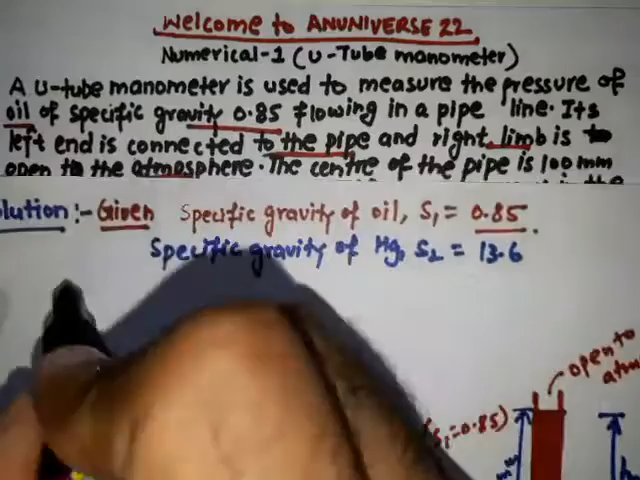 Welcome to ANUNIVERSE 22
Numerical-1 (U-Tube manometer)
A U-tube manometer is used to measure the pressure of
oil of specific gravity 0.85 flowing in a pipe line. Its
left end is connected to the pipe and right limb is to
open to the atmosphere. The centre of the pipe is 100 mm
lution :- Given Specific gravity of oil, S1 = 0.85.
Specific gravity of Hg, S2 = 13.6
open to
atm
(S1=0.85)